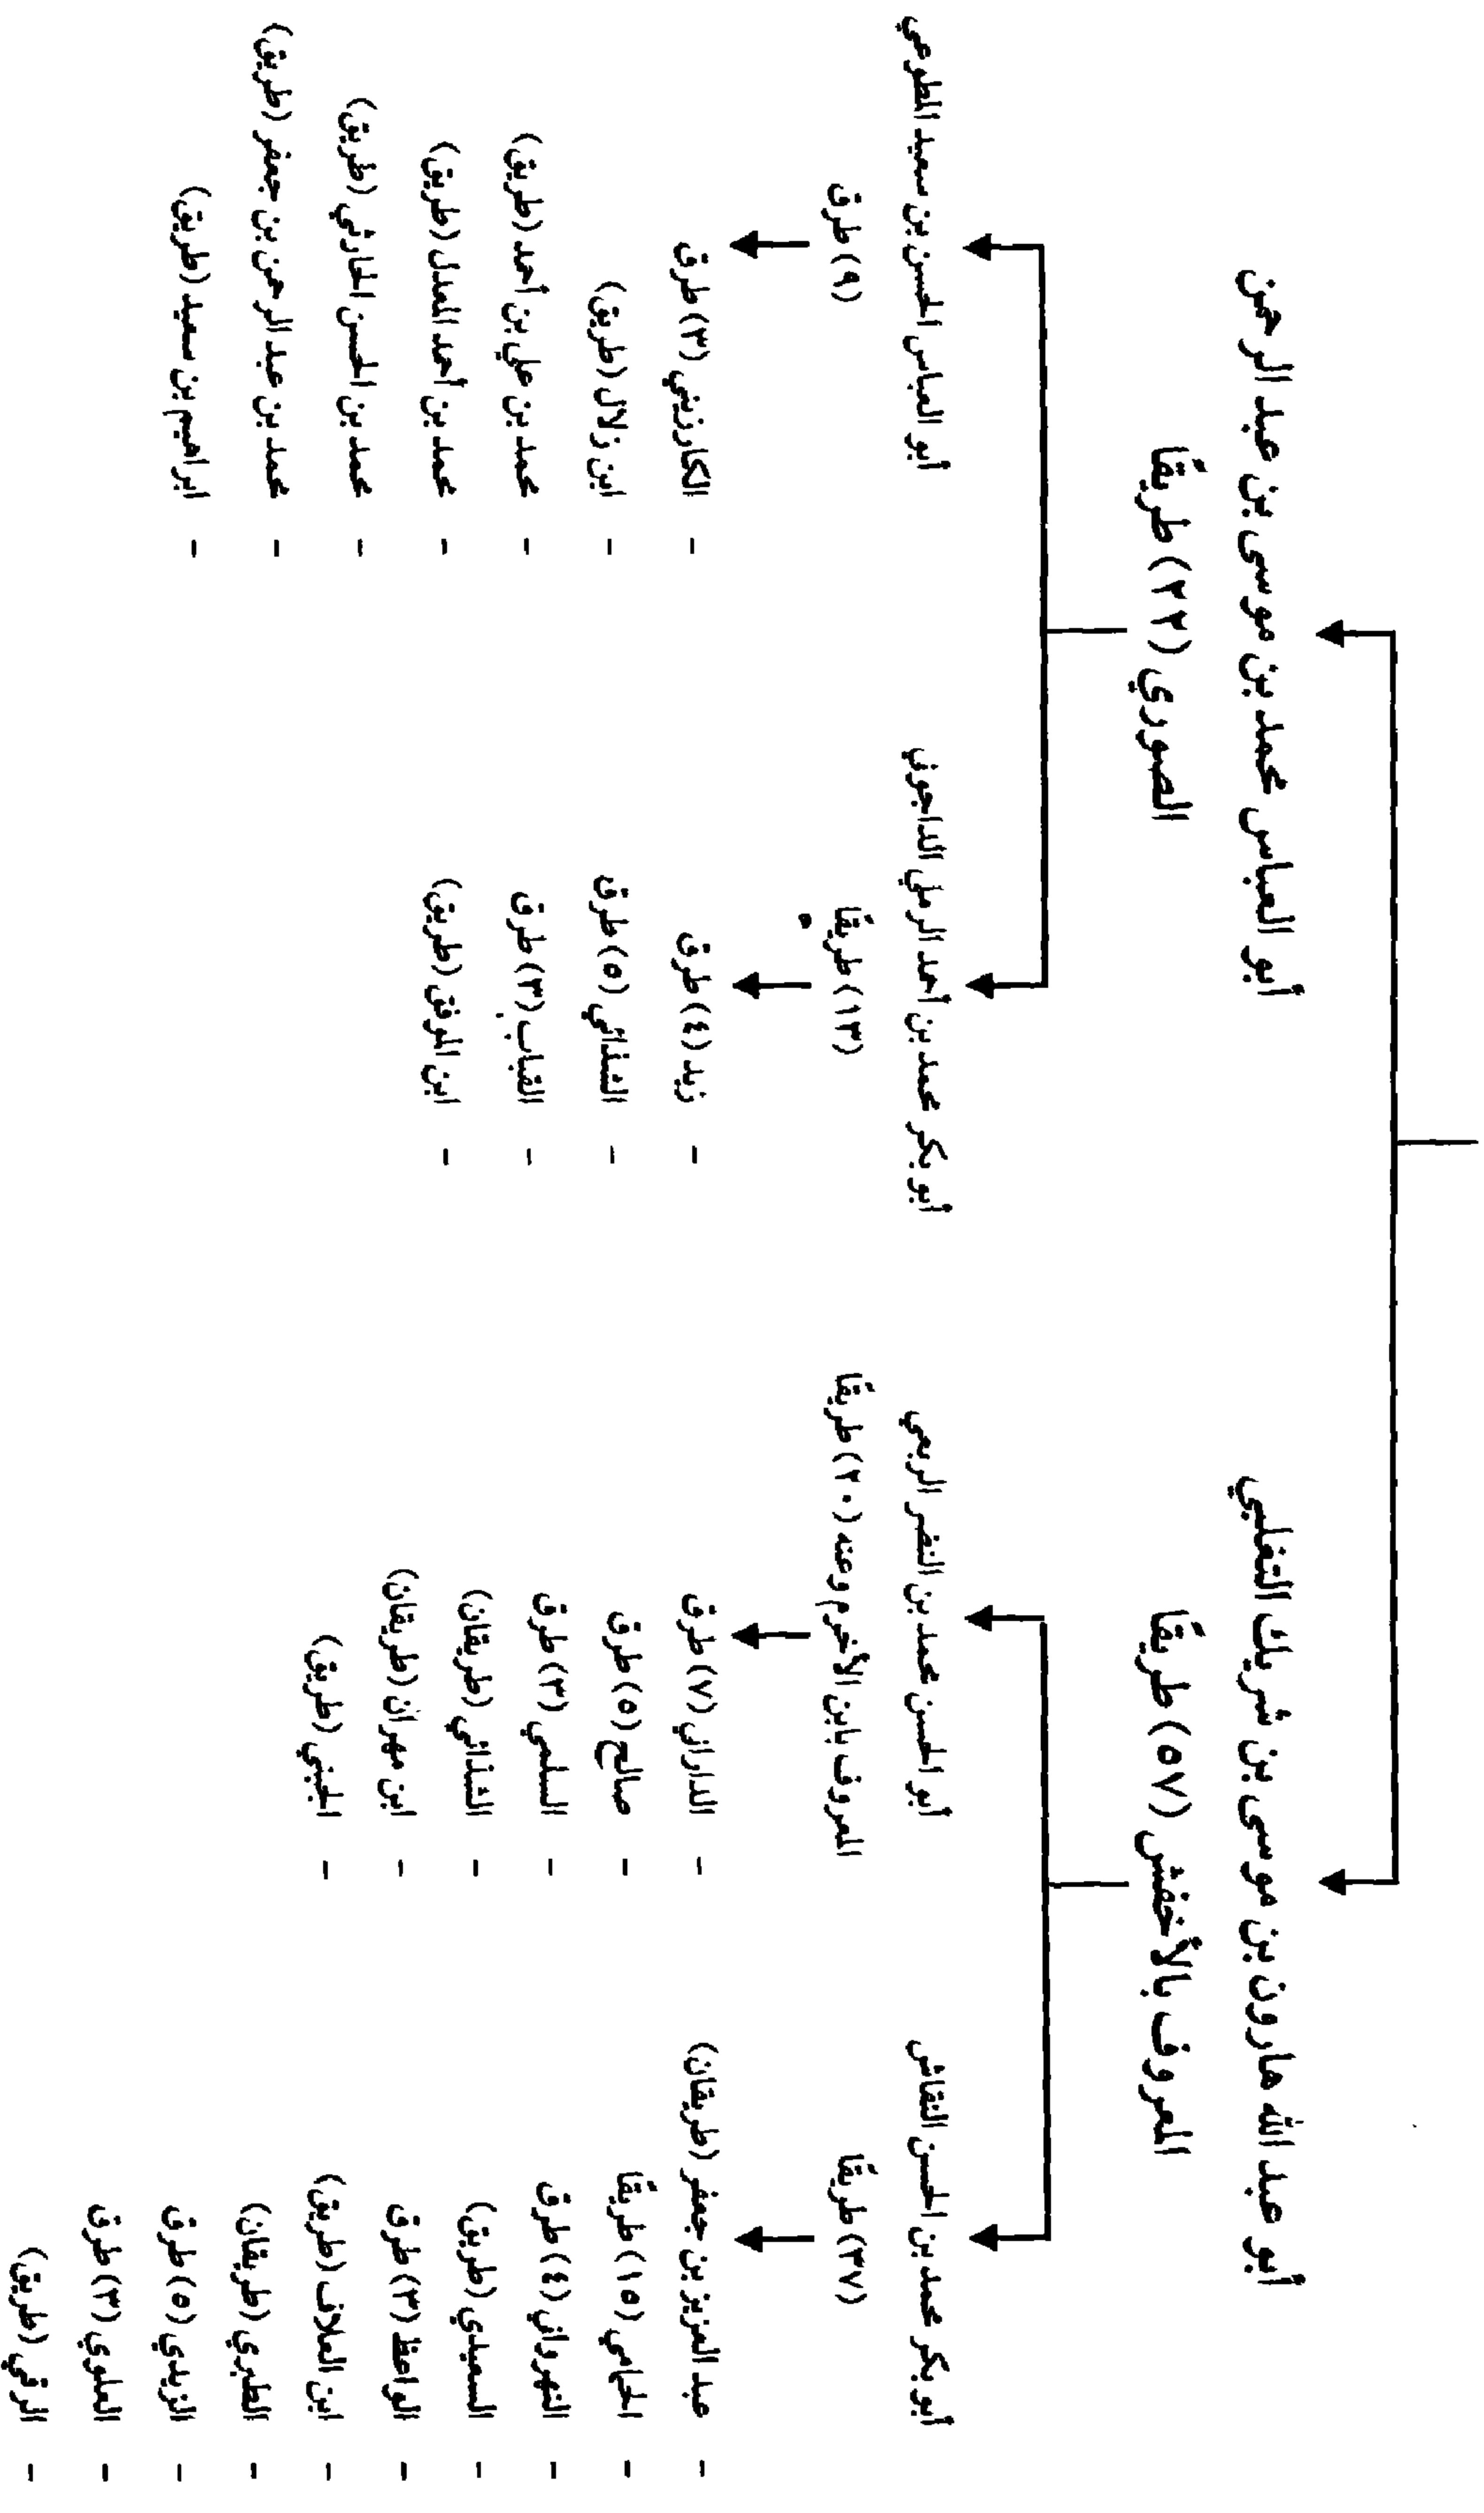 أبو عبد الله هارون بن موسى بن شريك التغلبي
المعروف بالأخفش (٥٧) طريقاً
أبو بكر محمد بن الحسن النقاش
(٣٧) طريقاً
- عبد العزيز بن جعفر (طريقان)
- الحمامي (١٥) طريقاً
- النهرواني (٤) طرق
- السعيدي (طريق)
- الواعظ (٣) طرق
- ابن العلاف (طريق)
- الطبري (طريقان)
- الزيدي (٥) طرق
- العلوي (٣) طرق
- الرقي (طريق)
أبو الحسن محمد بن النضر الربعي
المعروف بابن الأخرم وعنه (٢٠) طريقاً
- الداراني (٧) طرق
- صالح (٥) طرق
- السلمي (٣) طرق
- الشذائي (طريقان)
- ابن مهران (طريقان)
- الجبني (طريق)
أبو العباس محمد بن موسى بن عبد الرحمن
الصوري (٢٢) طريقاً
أبو بكر محمد بن أحمد الرملي الداجوني
(١٣) طريقاً
- زيد (٤) طرق
- الشذائي (٥) طرق
- القباب (٣) طرق
- ابن الموفق (طريق)
أبو العباس الحسن بن سعيد المطوعي
(٩) طرق
- الكارزيني (٣) طرق
- ابن زلال (طريق)
- محمد بن علي بن (طريق)
- محمد بن أحمد (طريق)
- محمد بن الحسن (طريق)
- محمد بن عبد الرحمن بن جعفر (طريق)
- بن (طريق)